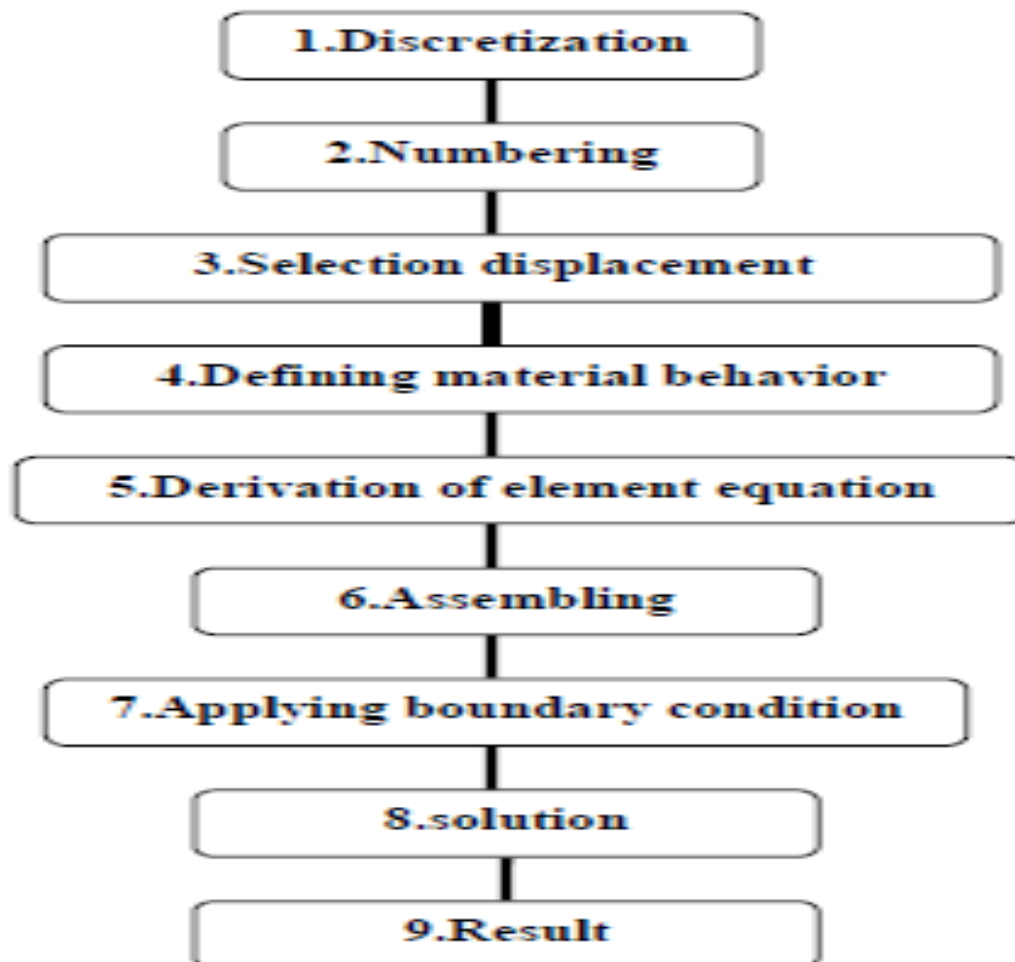 1.Discretization
2.Numbering
3.Selection displacement
4.Defining material behavior
5.Derivation of element equation
6.Assembling
7.Applying boundary condition
8.solution
9.Result